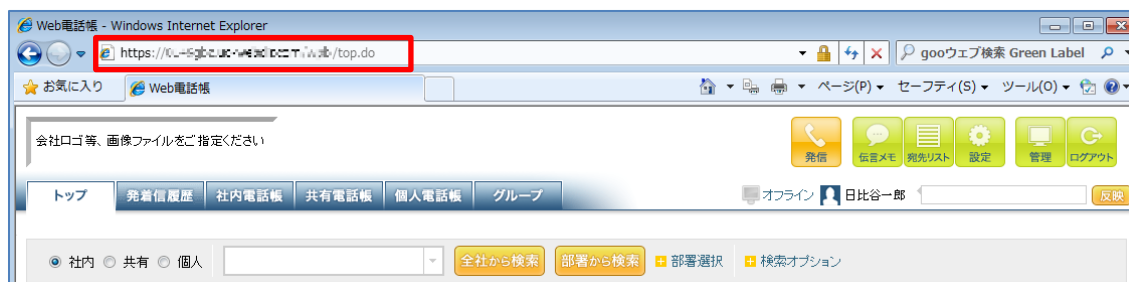 Web電話帳 - Windows Internet Explorer
https:// /top.do
gooウェブ検索 Green Label
お気に入り
Web電話帳
ページ(P) セーフティ(S) ツール(O)
会社ロゴ等、画像ファイルをご指定ください
発信 伝言メモ 宛先リスト 設定 管理 ログアウト
トップ 発着信履歴 社内電話帳 共有電話帳 個人電話帳 グループ
オフライン 日比谷一郎 反映
社内 共有 個人 全社から検索 部署から検索 部署選択 検索オプション